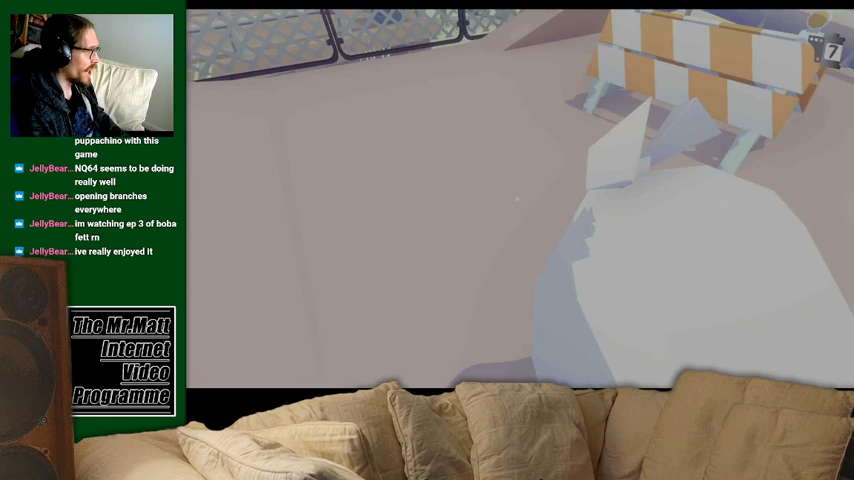 puppachino with this
game
JellyBear... NQ64 seems to be doing
really well
JellyBear... opening branches
everywhere
JellyBear... im watching ep 3 of boba
fett rn
JellyBear... ive really enjoyed it
The Mr.Matt
Internet
Video
Programme
7